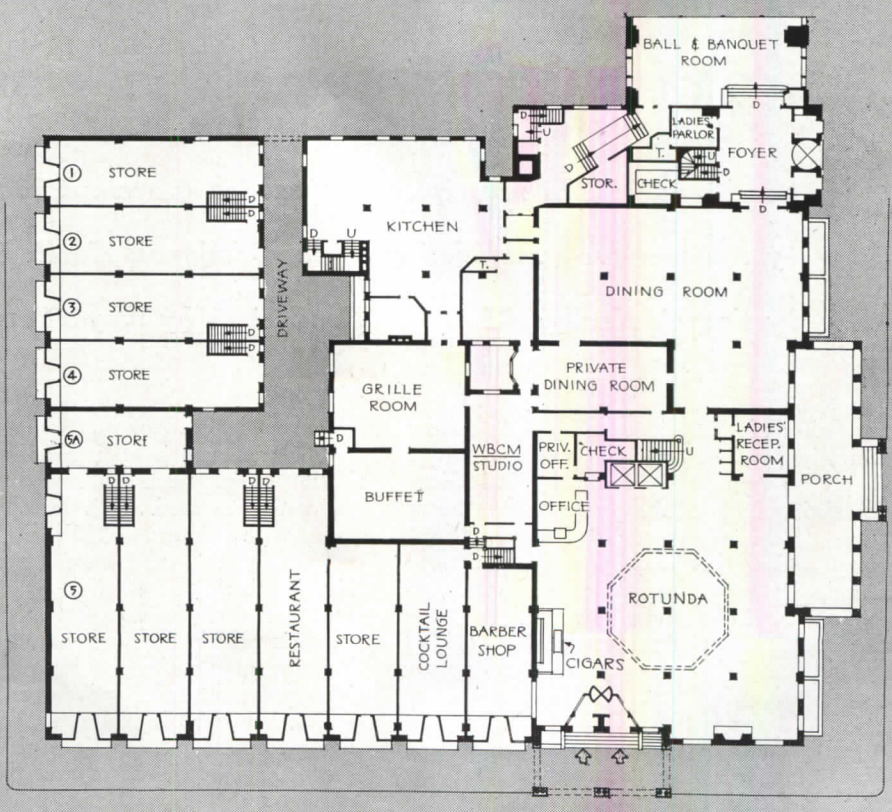 BALL & BANQUET
ROOM
D
D
U
LADIES'
PARLOR
T.
U
D
FOYER
D
STOR.
CHECK
D
1 STORE
D
D
2 STORE
3 STORE
D
D
4 STORE
5A STORE
DRIVEWAY
KITCHEN
D U
T.
DINING ROOM
GRILLE
ROOM
D
PRIVATE
DINING ROOM
WBCM
STUDIO
PRIV.
OFF.
CHECK
U
LADIES'
RECEP.
ROOM
PORCH
BUFFET
OFFICE
D D
D D
D
D
5
STORE
STORE
STORE
RESTAURANT
STORE
COCKTAIL
LOUNGE
BARBER
SHOP
ROTUNDA
CIGARS